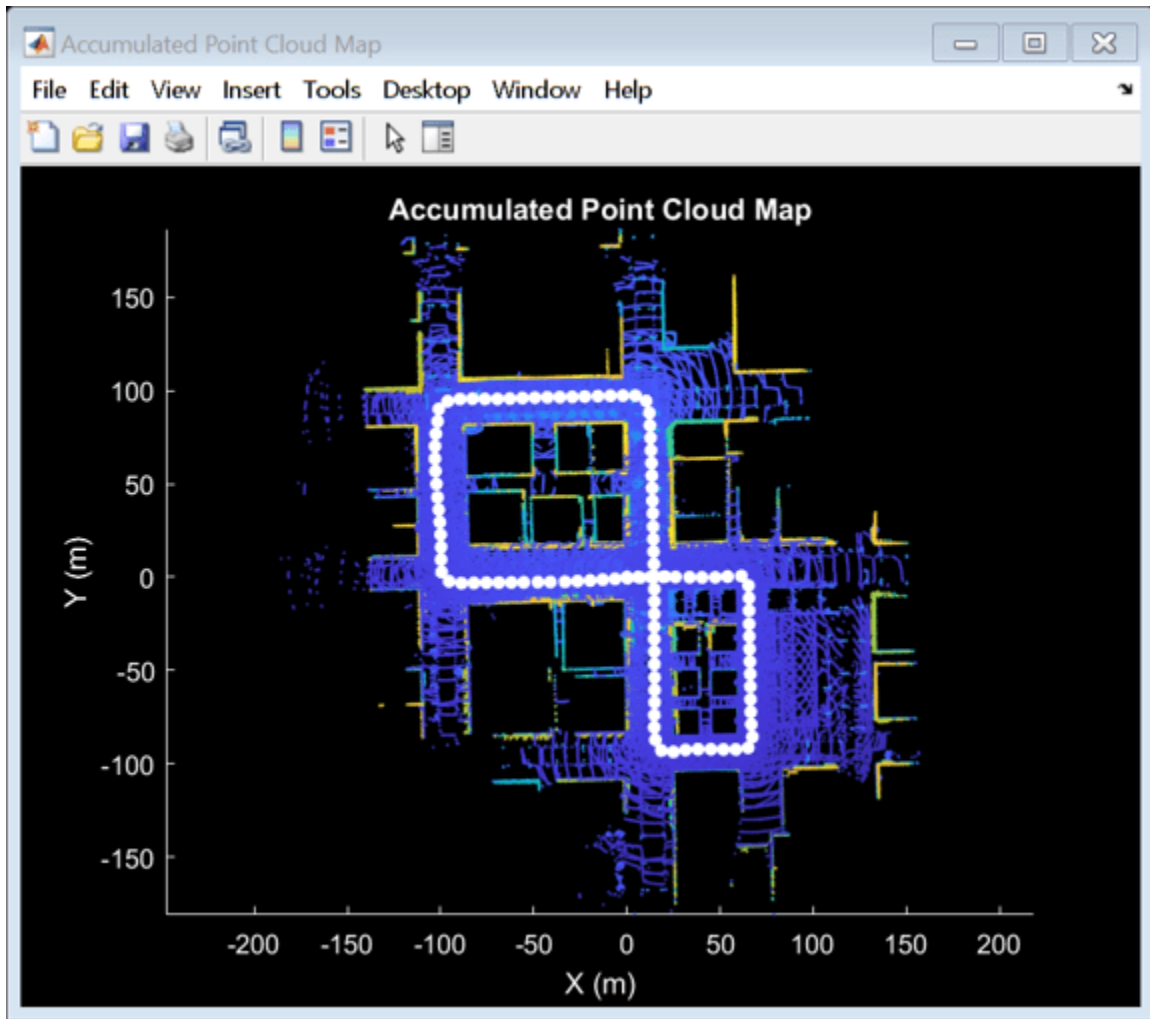 Accumulated Point Cloud Map
File Edit View Insert Tools Desktop Window Help
Accumulated Point Cloud Map
150
100
50
0
-50
-100
-150
Y (m)
-200 -150 -100 -50 0 50 100 150 200
X (m)